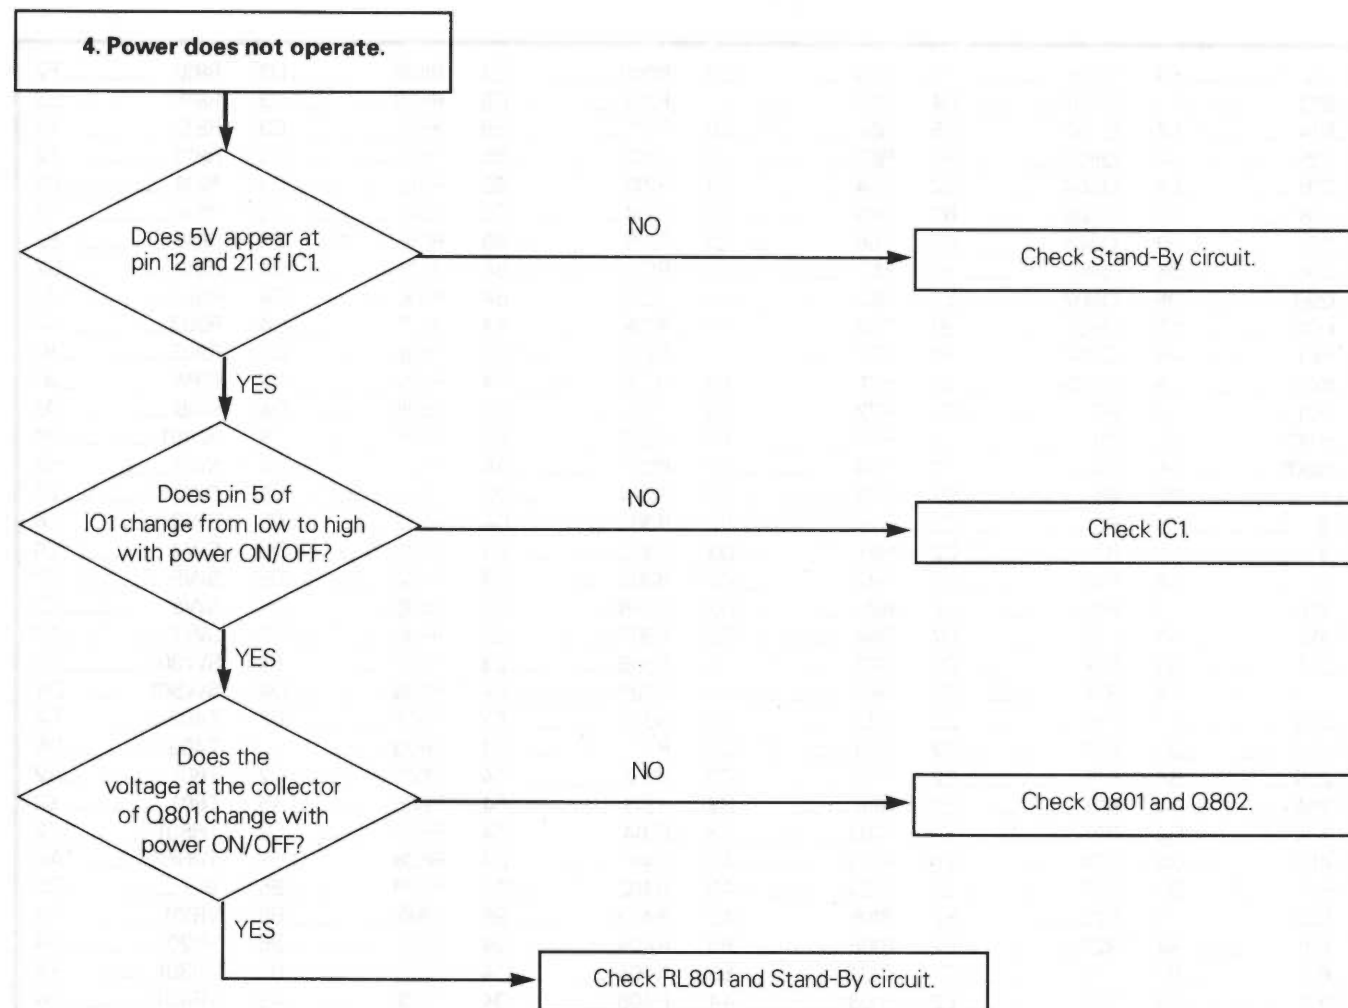 4. Power does not operate.
Does 5V appear at
pin 12 and 21 of IC1.
NO
Check Stand-By circuit.
YES
Does pin 5 of
IO1 change from low to high
with power ON/OFF?
NO
Check IC1.
YES
Does the
voltage at the collector
of Q801 change with
power ON/OFF?
NO
Check Q801 and Q802.
YES
Check RL801 and Stand-By circuit.